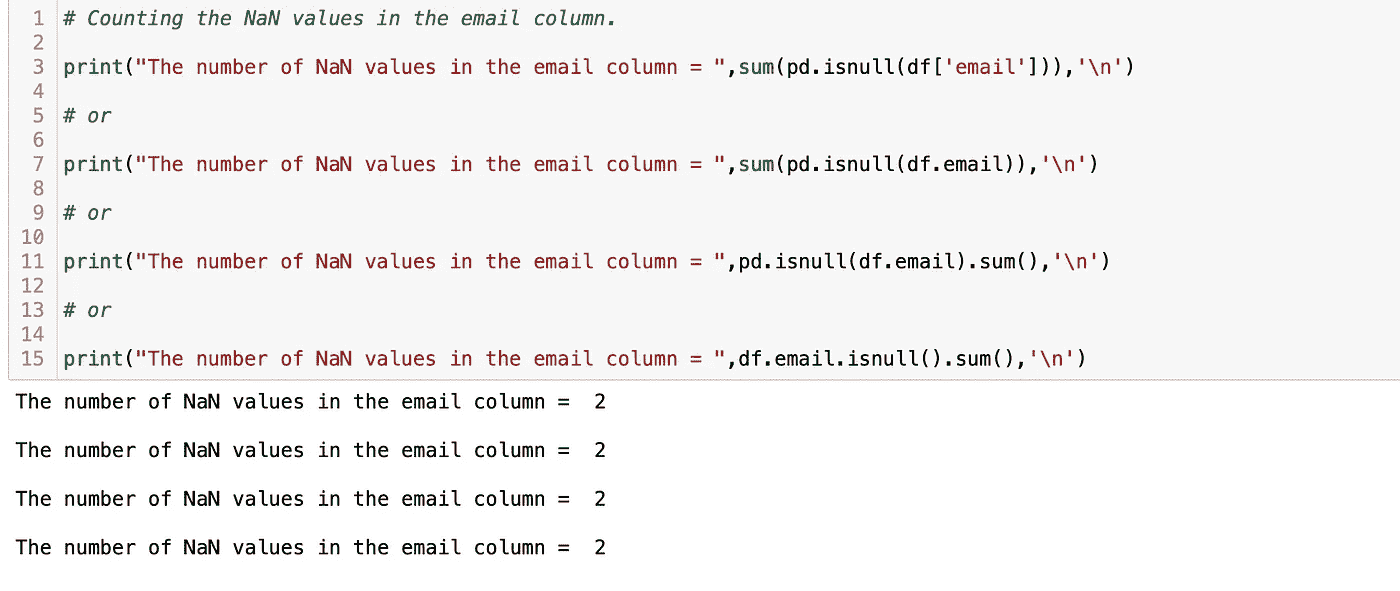 1 # Counting the NaN values in the email column.
2
3 print("The number of NaN values in the email column = ",sum(pd.isnull(df['email'])),'\n')
4
5 # or
6
7 print("The number of NaN values in the email column = ",sum(pd.isnull(df.email)),'\n')
8
9 # or
10
11 print("The number of NaN values in the email column = ",pd.isnull(df.email).sum(),'\n')
12
13 # or
14
15 print("The number of NaN values in the email column = ",df.email.isnull().sum(),'\n')
The number of NaN values in the email column =  2
The number of NaN values in the email column =  2
The number of NaN values in the email column =  2
The number of NaN values in the email column =  2